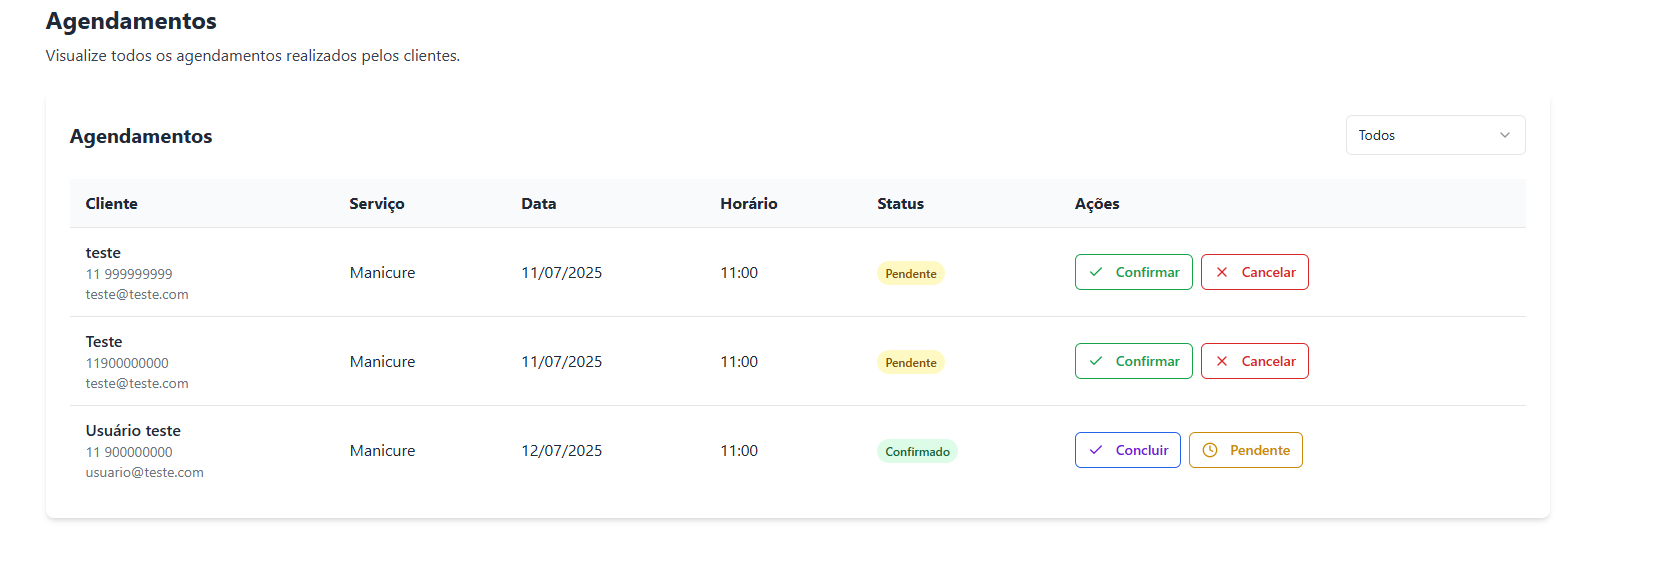 Agendamentos
Visualize todos os agendamentos realizados pelos clientes.
Agendamentos
Todos
Cliente Serviço Data Horário Status Ações
teste
11 999999999
teste@teste.com
Manicure 11/07/2025 11:00 Pendente Confirmar Cancelar
Teste
11900000000
teste@teste.com
Manicure 11/07/2025 11:00 Pendente Confirmar Cancelar
Usuário teste
11 900000000
usuario@teste.com
Manicure 12/07/2025 11:00 Confirmado Concluir Pendente